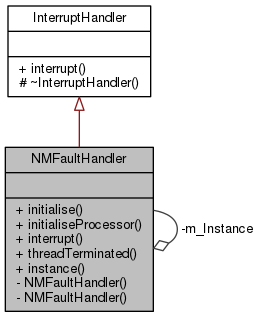 InterruptHandler
+ interrupt()
# ~InterruptHandler()
NMFaultHandler
+ initialise()
+ initialiseProcessor()
+ interrupt()
+ threadTerminated()
+ instance()
- NMFaultHandler()
- NMFaultHandler()
-m_Instance